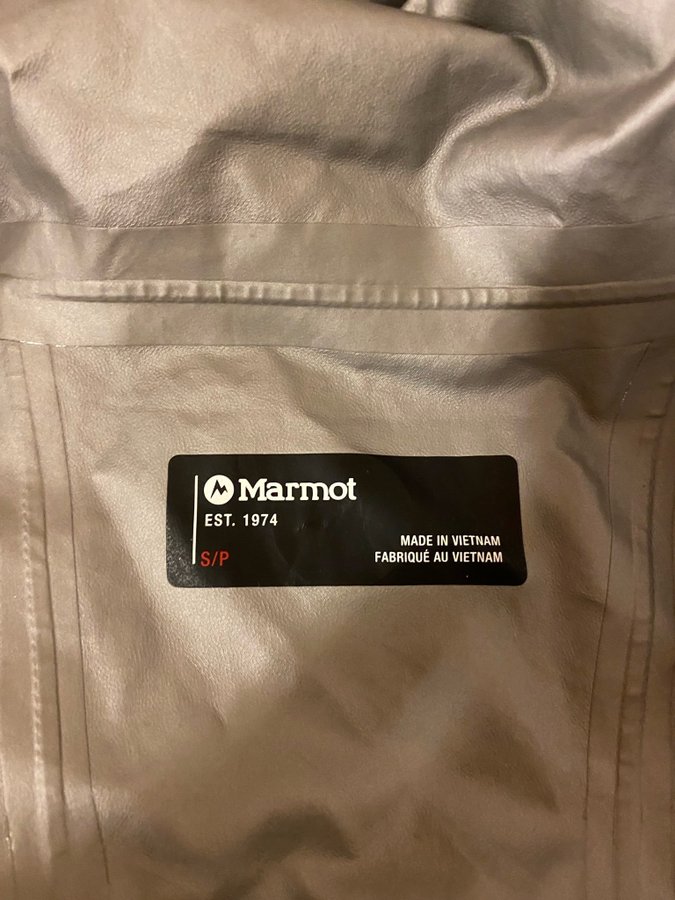 Marmot
EST. 1974
S/P
MADE IN VIETNAM
FABRIQUÉ AU VIETNAM